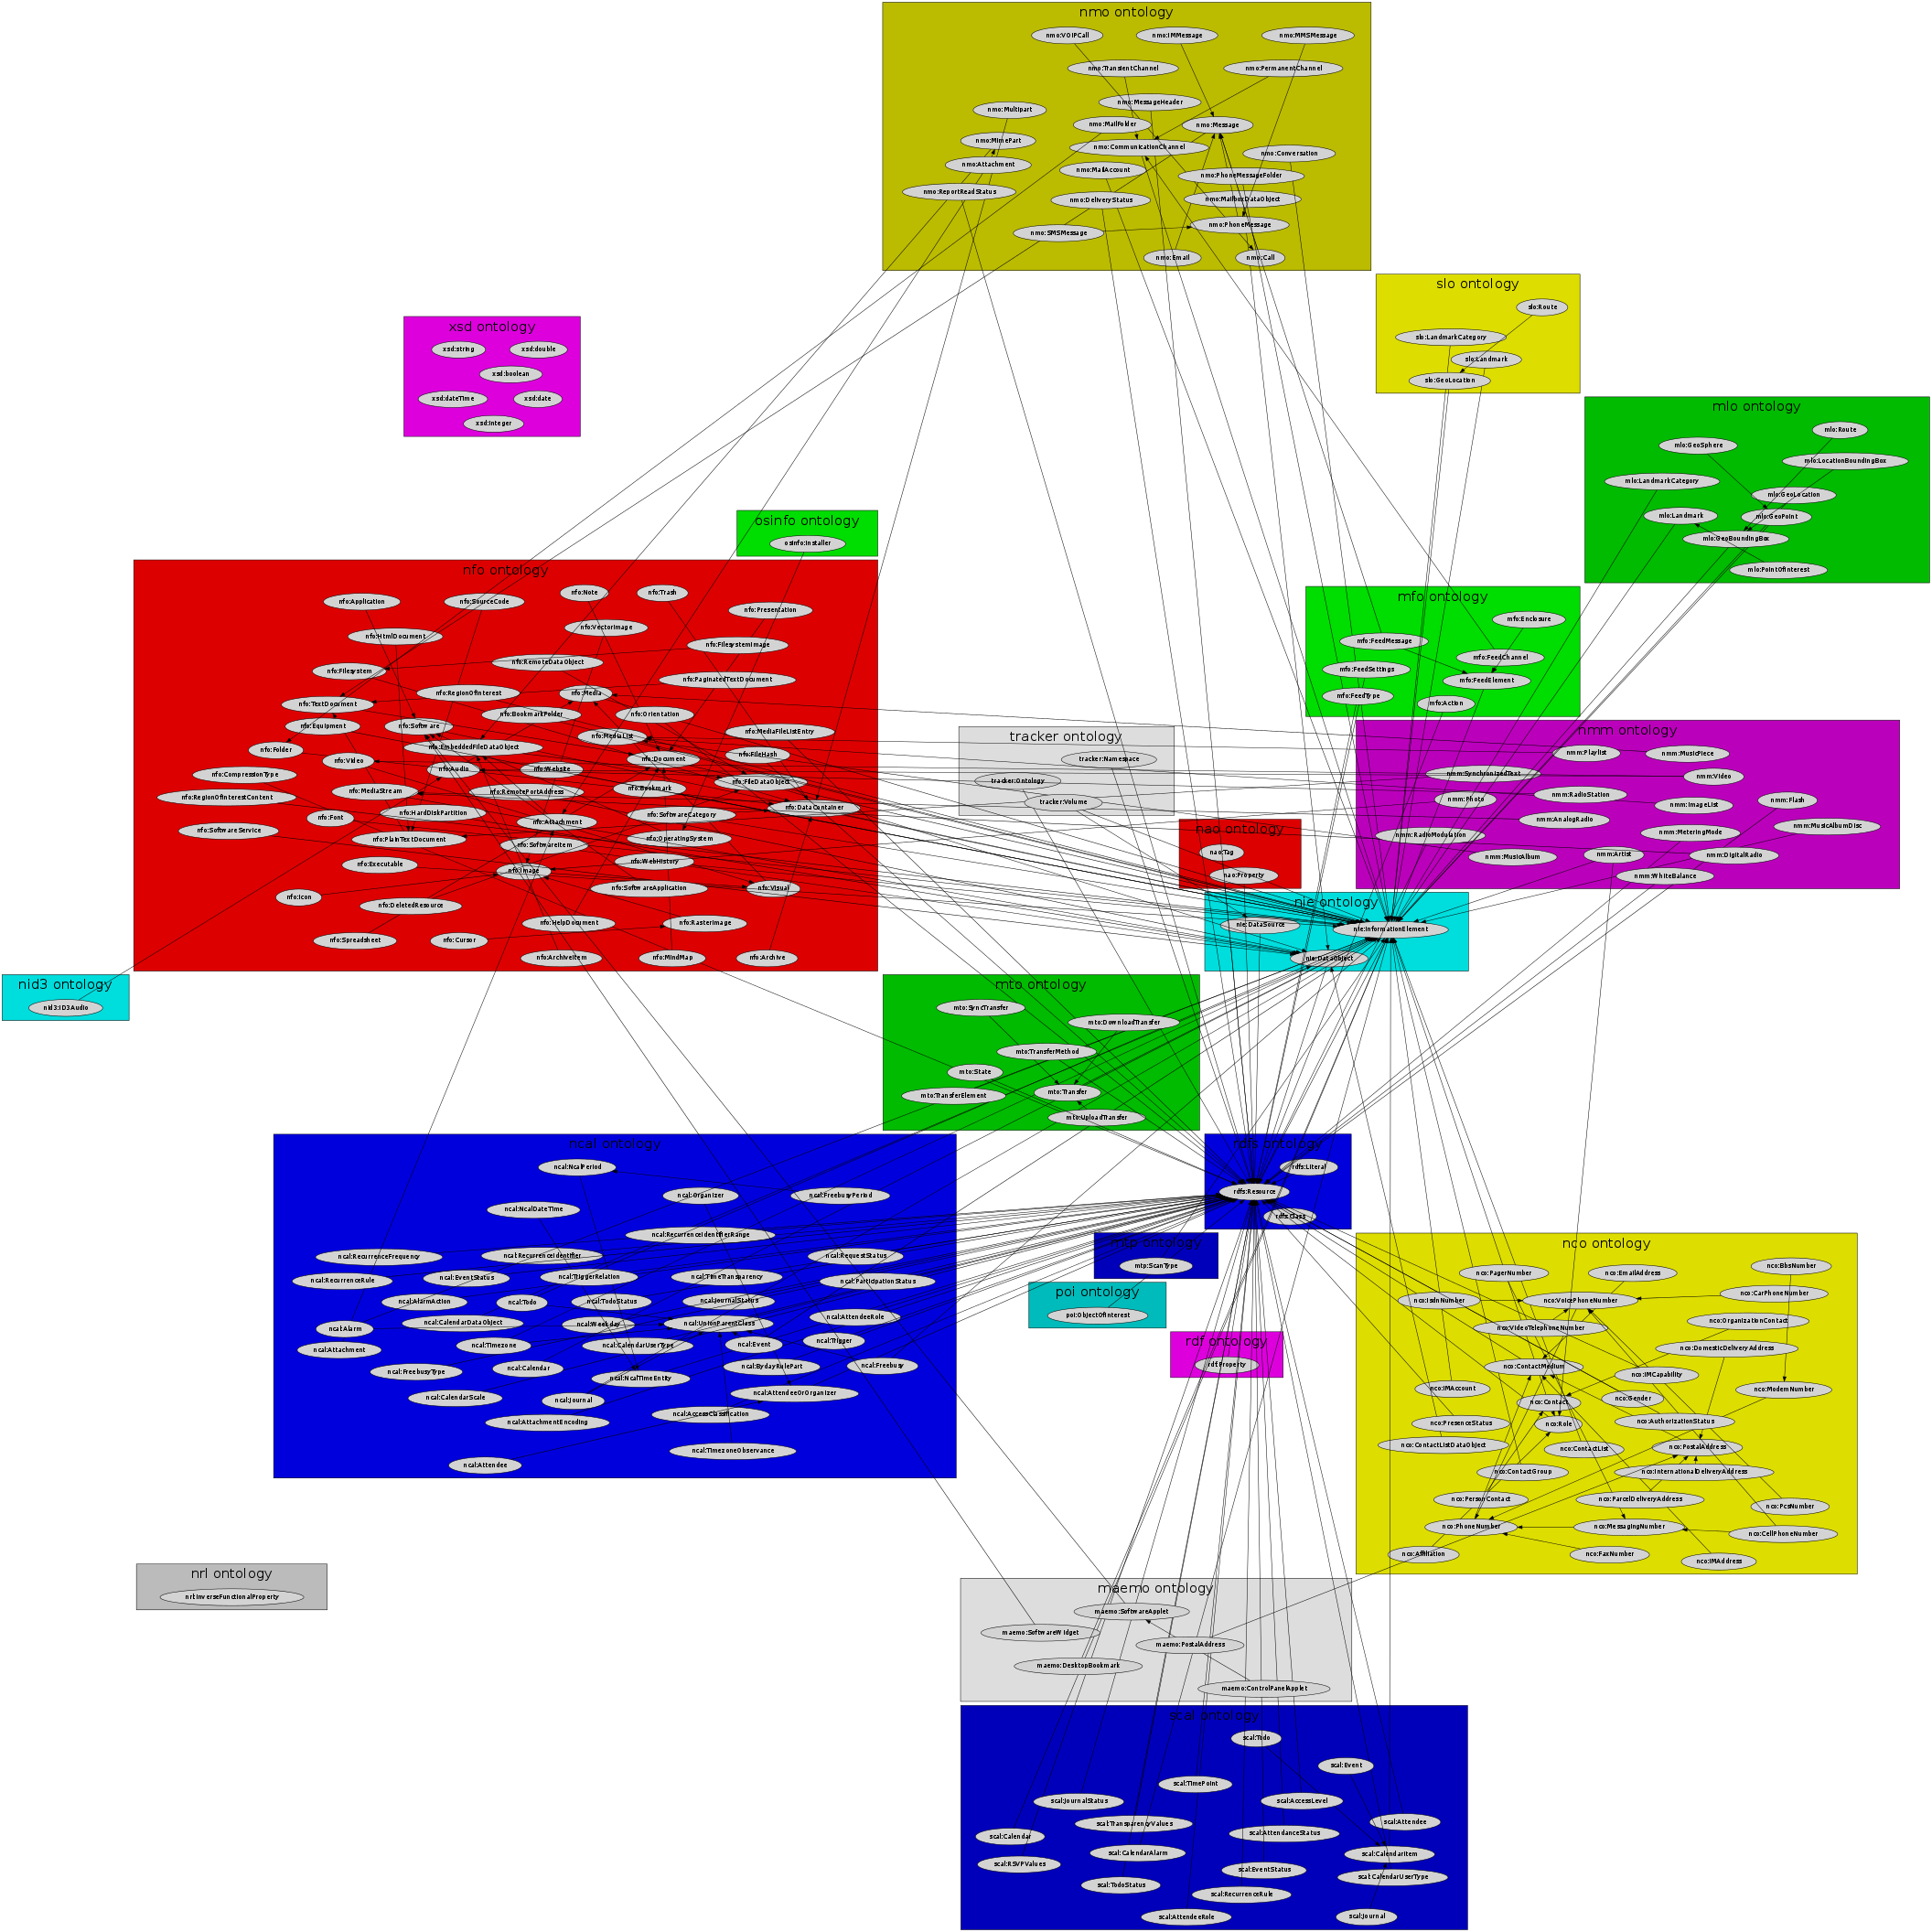 nmo ontology
nmo:VOIPCall
nmo:IMMessage
nmo:MMSMessage
nmo:TransientChannel
nmo:PermanentChannel
nmo:MessageHeader
nmo:Multipart
nmo:MailFolder
nmo:Message
nmo:MimePart
nmo:CommunicationChannel
nmo:Conversation
nmo:Attachment
nmo:MailAccount
nmo:PhoneMessageFolder
nmo:ReportReadStatus
nmo:DeliveryStatus
nmo:MailboxDataObject
nmo:PhoneMessage
nmo:SMSMessage
nmo:Email
nmo:Call
slo ontology
slo:Route
slo:LandmarkCategory
slo:Landmark
slo:GeoLocation
xsd ontology
xsd:string
xsd:double
xsd:boolean
xsd:dateTime
xsd:date
xsd:integer
mlo ontology
mlo:Route
mlo:GeoSphere
mlo:LocationBoundingBox
mlo:LandmarkCategory
mlo:GeoLocation
mlo:Landmark
mlo:GeoPoint
mlo:GeoBoundingBox
mlo:PointOfInterest
osinfo ontology
osinfo:Installer
nfo ontology
nfo:Note
nfo:Trash
nfo:Application
nfo:SourceCode
nfo:Presentation
nfo:VectorImage
nfo:HtmlDocument
nfo:FilesystemImage
nfo:RemoteDataObject
nfo:Filesystem
nfo:PaginatedTextDocument
nfo:RegionOfInterest
nfo:Media
nfo:TextDocument
nfo:BookmarkFolder
nfo:Orientation
nfo:Equipment
nfo:Software
nfo:MediaList
nfo:MediaFileListEntry
nfo:Folder
nfo:EmbeddedFileDataObject
nfo:FileHash
nfo:Video
nfo:Document
nfo:Audio
nfo:Website
nfo:CompressionType
nfo:FileDataObject
nfo:MediaStream
nfo:RemotePortAddress
nfo:Bookmark
nfo:RegionOfInterestContent
nfo:DataContainer
nfo:HardDiskPartition
nfo:Font
nfo:Attachment
nfo:SoftwareCategory
nfo:SoftwareService
nfo:PlainTextDocument
nfo:OperatingSystem
nfo:SoftwareItem
nfo:Executable
nfo:WebHistory
nfo:Image
nfo:SoftwareApplication
nfo:Visual
nfo:Icon
nfo:DeletedResource
nfo:HelpDocument
nfo:RasterImage
nfo:Spreadsheet
nfo:Cursor
nfo:ArchiveItem
nfo:MindMap
nfo:Archive
mfo ontology
mfo:Enclosure
mfo:FeedMessage
mfo:FeedChannel
mfo:FeedSettings
mfo:FeedElement
mfo:FeedType
mfo:Action
tracker ontology
tracker:Namespace
tracker:Ontology
tracker:Volume
nmm ontology
nmm:Playlist
nmm:MusicPiece
nmm:SynchronizedText
nmm:Video
nmm:RadioStation
nmm:Photo
nmm:ImageList
nmm:Flash
nmm:AnalogRadio
nmm:MusicAlbumDisc
nmm:RadioModulation
nmm:MeteringMode
nmm:MusicAlbum
nmm:Artist
nmm:DigitalRadio
nmm:WhiteBalance
nao ontology
nao:Tag
nao:Property
nie ontology
nie:DataSource
nie:InformationElement
nie:DataObject
nid3 ontology
nid3:ID3Audio
mto ontology
mto:SyncTransfer
mto:DownloadTransfer
mto:TransferMethod
mto:State
mto:Transfer
mto:TransferElement
mto:UploadTransfer
ncal ontology
ncal:NcalPeriod
ncal:Organizer
ncal:FreebusyPeriod
ncal:NcalDateTime
ncal:RecurrenceIdentifierRange
ncal:RecurrenceFrequency
ncal:RecurrenceIdentifier
ncal:RequestStatus
ncal:RecurrenceRule
ncal:EventStatus
ncal:TriggerRelation
ncal:TimeTransparency
ncal:ParticipationStatus
ncal:AlarmAction
ncal:Todo
ncal:TodoStatus
ncal:JournalStatus
ncal:AttendeeRole
ncal:CalendarDataObject
ncal:Weekday
ncal:UnionParentClass
ncal:Alarm
ncal:Trigger
ncal:Attachment
ncal:Timezone
ncal:CalendarUserType
ncal:Event
ncal:FreebusyType
ncal:Calendar
ncal:BydayRulePart
ncal:Freebusy
ncal:NcalTimeEntity
ncal:CalendarScale
ncal:Journal
ncal:AttendeeOrOrganizer
ncal:AttachmentEncoding
ncal:AccessClassification
ncal:TimezoneObservance
ncal:Attendee
rdfs ontology
rdfs:Literal
rdfs:Resource
rdfs:Class
mtp ontology
mtp:ScanType
poi ontology
poi:ObjectOfInterest
rdf ontology
rdf:Property
nco ontology
nco:BbsNumber
nco:PagerNumber
nco:EmailAddress
nco:CarPhoneNumber
nco:IsdnNumber
nco:VoicePhoneNumber
nco:OrganizationContact
nco:VideoTelephoneNumber
nco:DomesticDeliveryAddress
nco:ContactMedium
nco:IMCapability
nco:IMAccount
nco:ModemNumber
nco:Gender
nco:Contact
nco:PresenceStatus
nco:Role
nco:AuthorizationStatus
nco:ContactListDataObject
nco:ContactList
nco:PostalAddress
nco:ContactGroup
nco:InternationalDeliveryAddress
nco:PersonContact
nco:ParcelDeliveryAddress
nco:PcsNumber
nco:PhoneNumber
nco:MessagingNumber
nco:CellPhoneNumber
nco:Affiliation
nco:FaxNumber
nco:IMAddress
nrl ontology
nrl:InverseFunctionalProperty
maemo ontology
maemo:SoftwareApplet
maemo:SoftwareWidget
maemo:PostalAddress
maemo:DesktopBookmark
maemo:ControlPanelApplet
scal ontology
scal:Todo
scal:Event
scal:TimePoint
scal:JournalStatus
scal:AccessLevel
scal:TransparencyValues
scal:Attendee
scal:Calendar
scal:AttendanceStatus
scal:CalendarAlarm
scal:CalendarItem
scal:RSVPValues
scal:EventStatus
scal:CalendarUserType
scal:TodoStatus
scal:RecurrenceRule
scal:AttendeeRole
scal:Journal